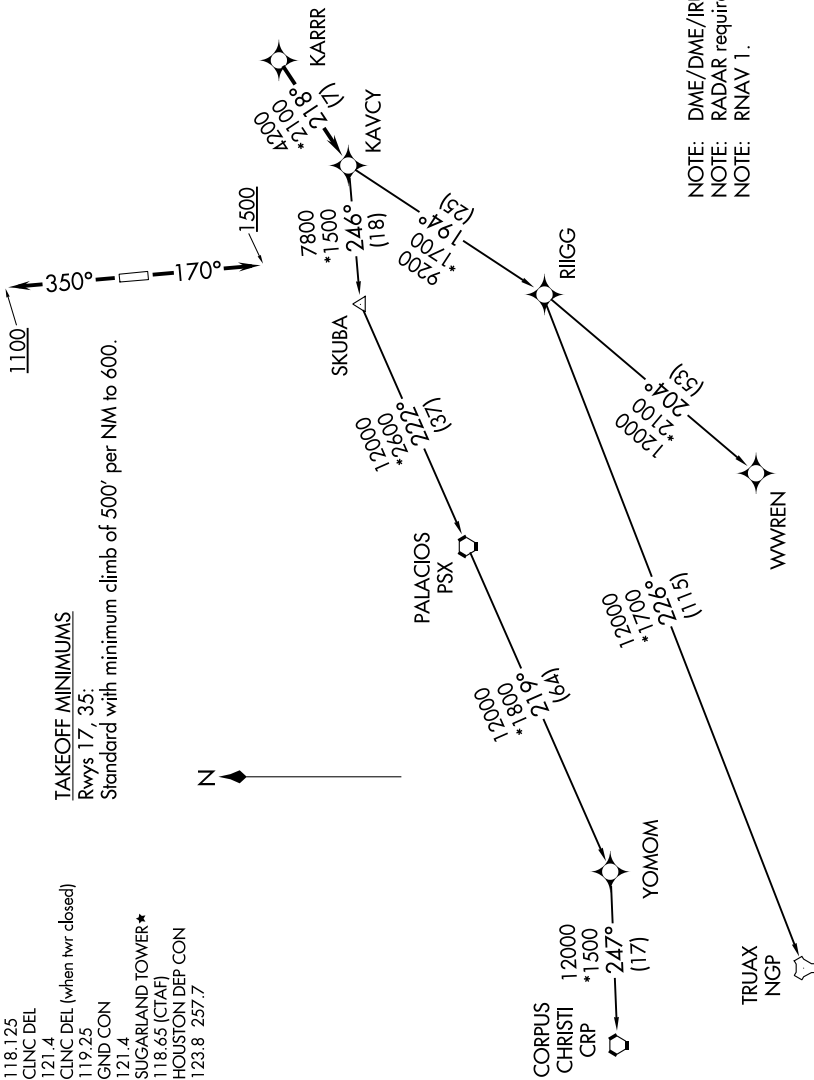 118.125
CLNC DEL
121.4
CLNC DEL (when twr closed)
119.25
GND CON
121.4
SUGARLAND TOWER★
118.65 (CTAF)
HOUSTON DEP CON
123.8 257.7
TAKEOFF MINIMUMS
Rwys 17, 35:
Standard with minimum climb of 500' per NM to 600.
N
1100
350°
170°
1500
KARRR
4200
*2100
218°
(7)
KAVCY
7800
*1500
246°
(18)
SKUBA
9200
*1700
194°
(25)
RIIGG
12000
*2600
222°
(37)
PALACIOS
PSX
12000
*2100
204°
(53)
WWREN
12000
*1800
219°
(64)
YOMOM
12000
*1700
226°
(115)
TRUAX
NGP
12000
*1500
247°
(17)
CORPUS
CHRISTI
CRP
NOTE: DME/DME/IRU
NOTE: RADAR require
NOTE: RNAV 1.